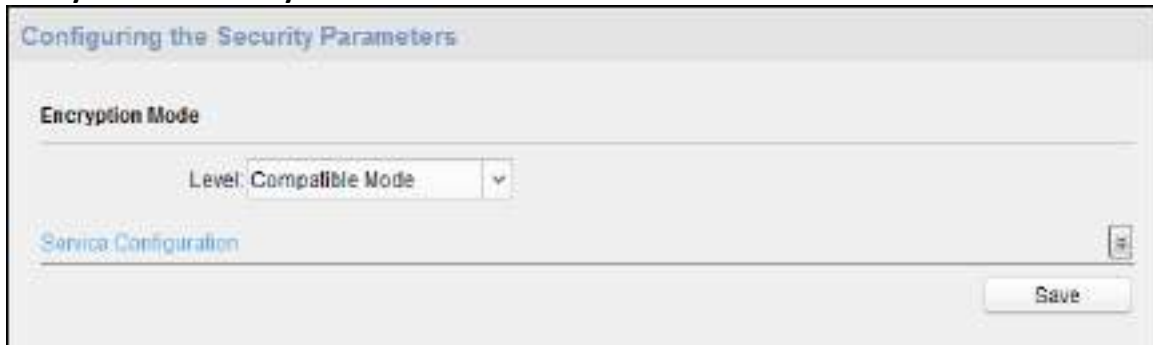 Configuring the Security Parameters
Encryption Mode
Level: Compatible Mode
Service Configuration
Save